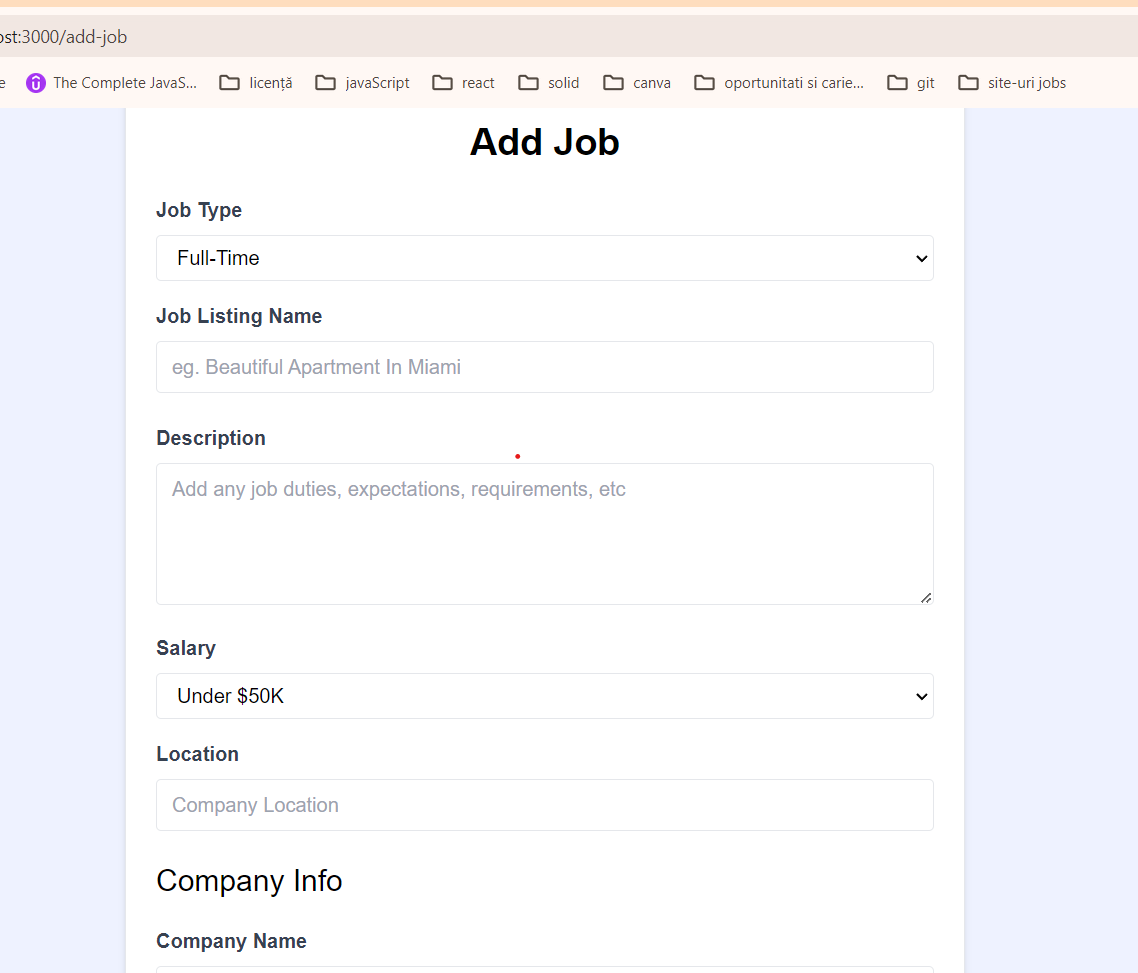 ost:3000/add-job
e The Complete JavaS... licență javaScript react solid canva oportunitati si carie... git site-uri jobs
Add Job
Job Type
Full-Time
Job Listing Name
eg. Beautiful Apartment In Miami
Description
Add any job duties, expectations, requirements, etc
Salary
Under $50K
Location
Company Location
Company Info
Company Name